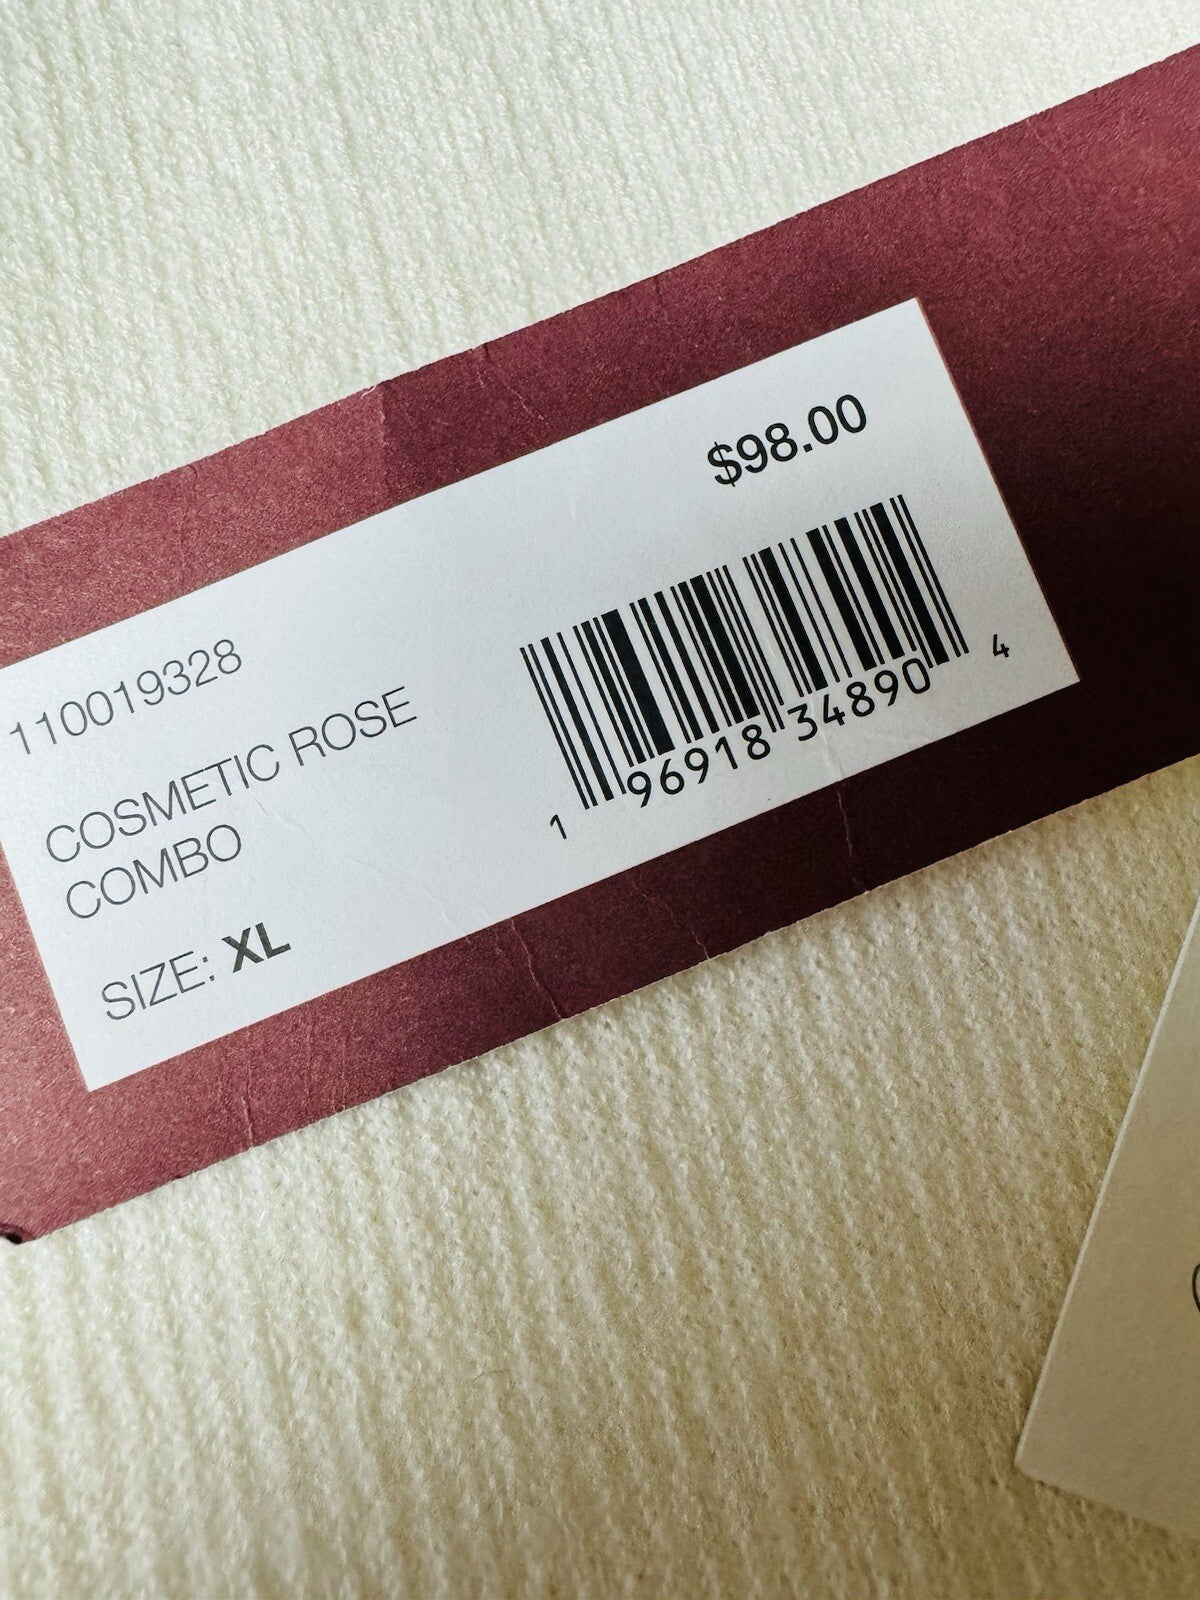 $98.00
110019328
COSMETIC ROSE
COMBO
SIZE: XL
1 96918 34890 4